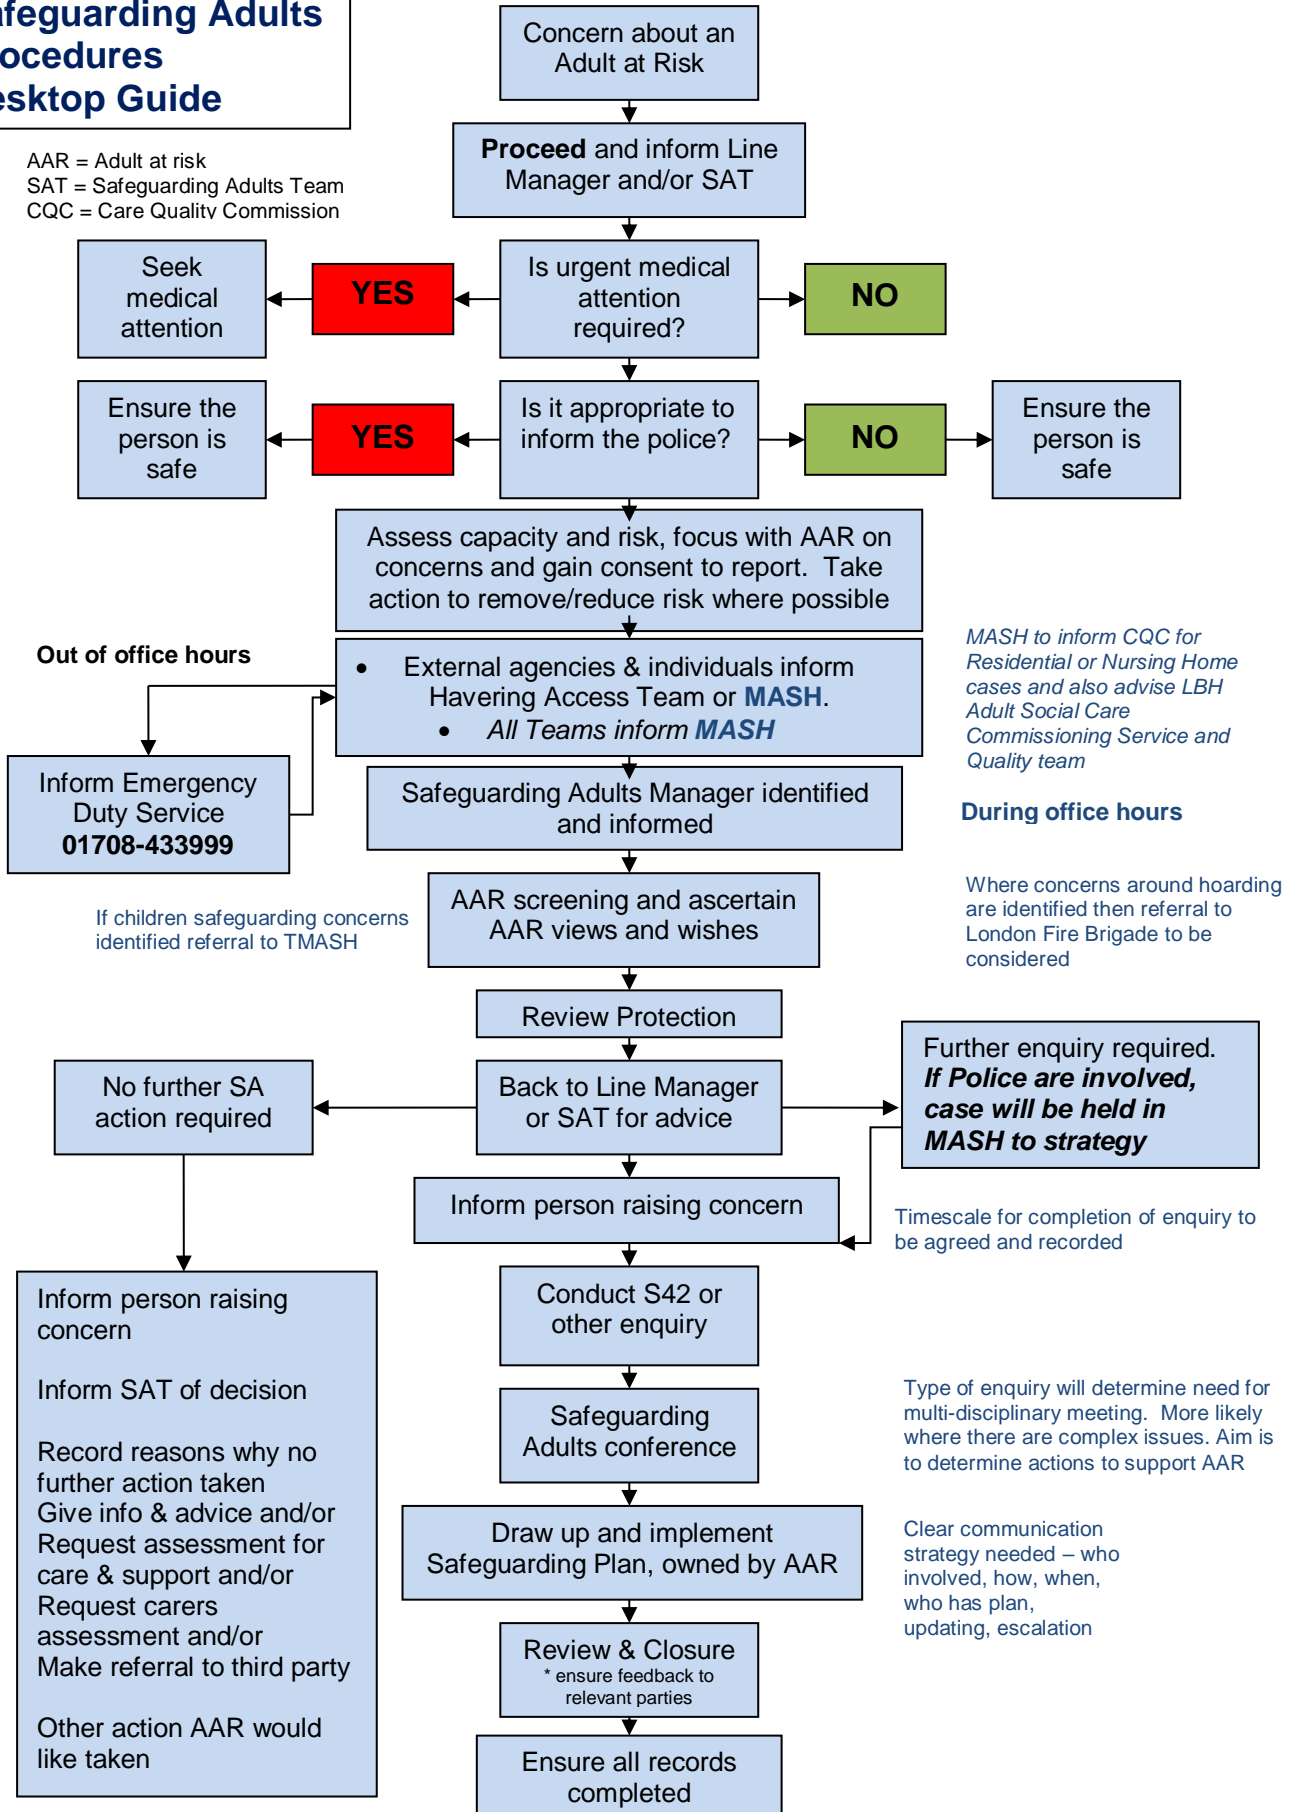 afeguarding Adults
rocedures
esktop Guide
AAR = Adult at risk
SAT = Safeguarding Adults Team
CQC = Care Quality Commission
Concern about an
Adult at Risk
Proceed and inform Line
Manager and/or SAT
Seek
medical
attention
YES
Is urgent medical
attention
required?
NO
Ensure the
person is
safe
YES
Is it appropriate to
inform the police?
NO
Ensure the
person is
safe
Assess capacity and risk, focus with AAR on
concerns and gain consent to report. Take
action to remove/reduce risk where possible
Out of office hours
• External agencies & individuals inform
Havering Access Team or MASH.
• All Teams inform MASH
MASH to inform CQC for
Residential or Nursing Home
cases and also advise LBH
Adult Social Care
Commissioning Service and
Quality team
Inform Emergency
Duty Service
01708-433999
Safeguarding Adults Manager identified
and informed
During office hours
If children safeguarding concerns
identified referral to TMASH
AAR screening and ascertain
AAR views and wishes
Where concerns around hoarding
are identified then referral to
London Fire Brigade to be
considered
Review Protection
No further SA
action required
Back to Line Manager
or SAT for advice
Further enquiry required.
If Police are involved,
case will be held in
MASH to strategy
Inform person raising concern
Timescale for completion of enquiry to
be agreed and recorded
Inform person raising
concern
Inform SAT of decision
Record reasons why no
further action taken
Give info & advice and/or
Request assessment for
care & support and/or
Request carers
assessment and/or
Make referral to third party
Other action AAR would
like taken
Conduct S42 or
other enquiry
Safeguarding
Adults conference
Type of enquiry will determine need for
multi-disciplinary meeting. More likely
where there are complex issues. Aim is
to determine actions to support AAR
Draw up and implement
Safeguarding Plan, owned by AAR
Clear communication
strategy needed – who
involved, how, when,
who has plan,
updating, escalation
Review & Closure
* ensure feedback to
relevant parties
Ensure all records
completed